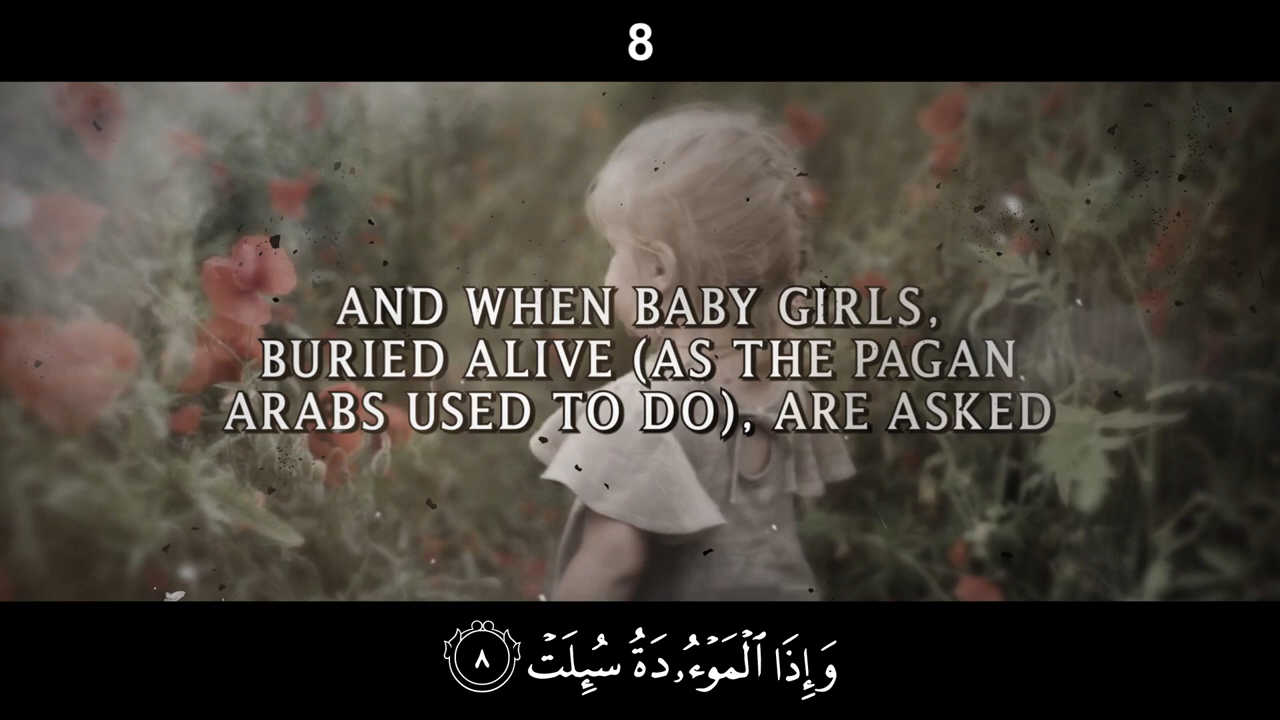 8
AND WHEN BABY GIRLS,
BURIED ALIVE (AS THE PAGAN
ARABS USED TO DO), ARE ASKED
وَإِذَا ٱلْمَوْءُۥدَةُ سُئِلَتْ ٨